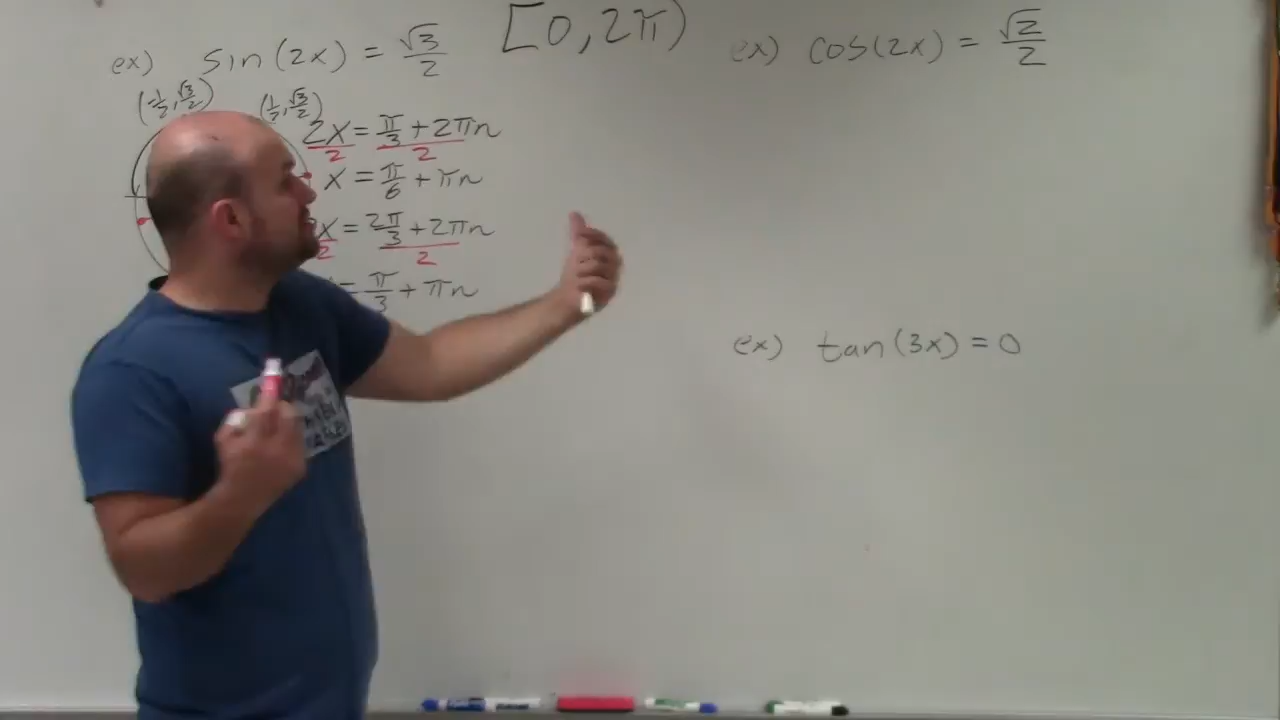 ex) sin(2x) = √3/2
[0, 2π)
(-1/2, √3/2) (1/2, √3/2)
2x = π/3 + 2πn
2 2
x = π/6 + πn
2x = 2π/3 + 2πn
2 2
= π/3 + πn
ex) cos(2x) = √2/2
ex) tan(3x) = 0